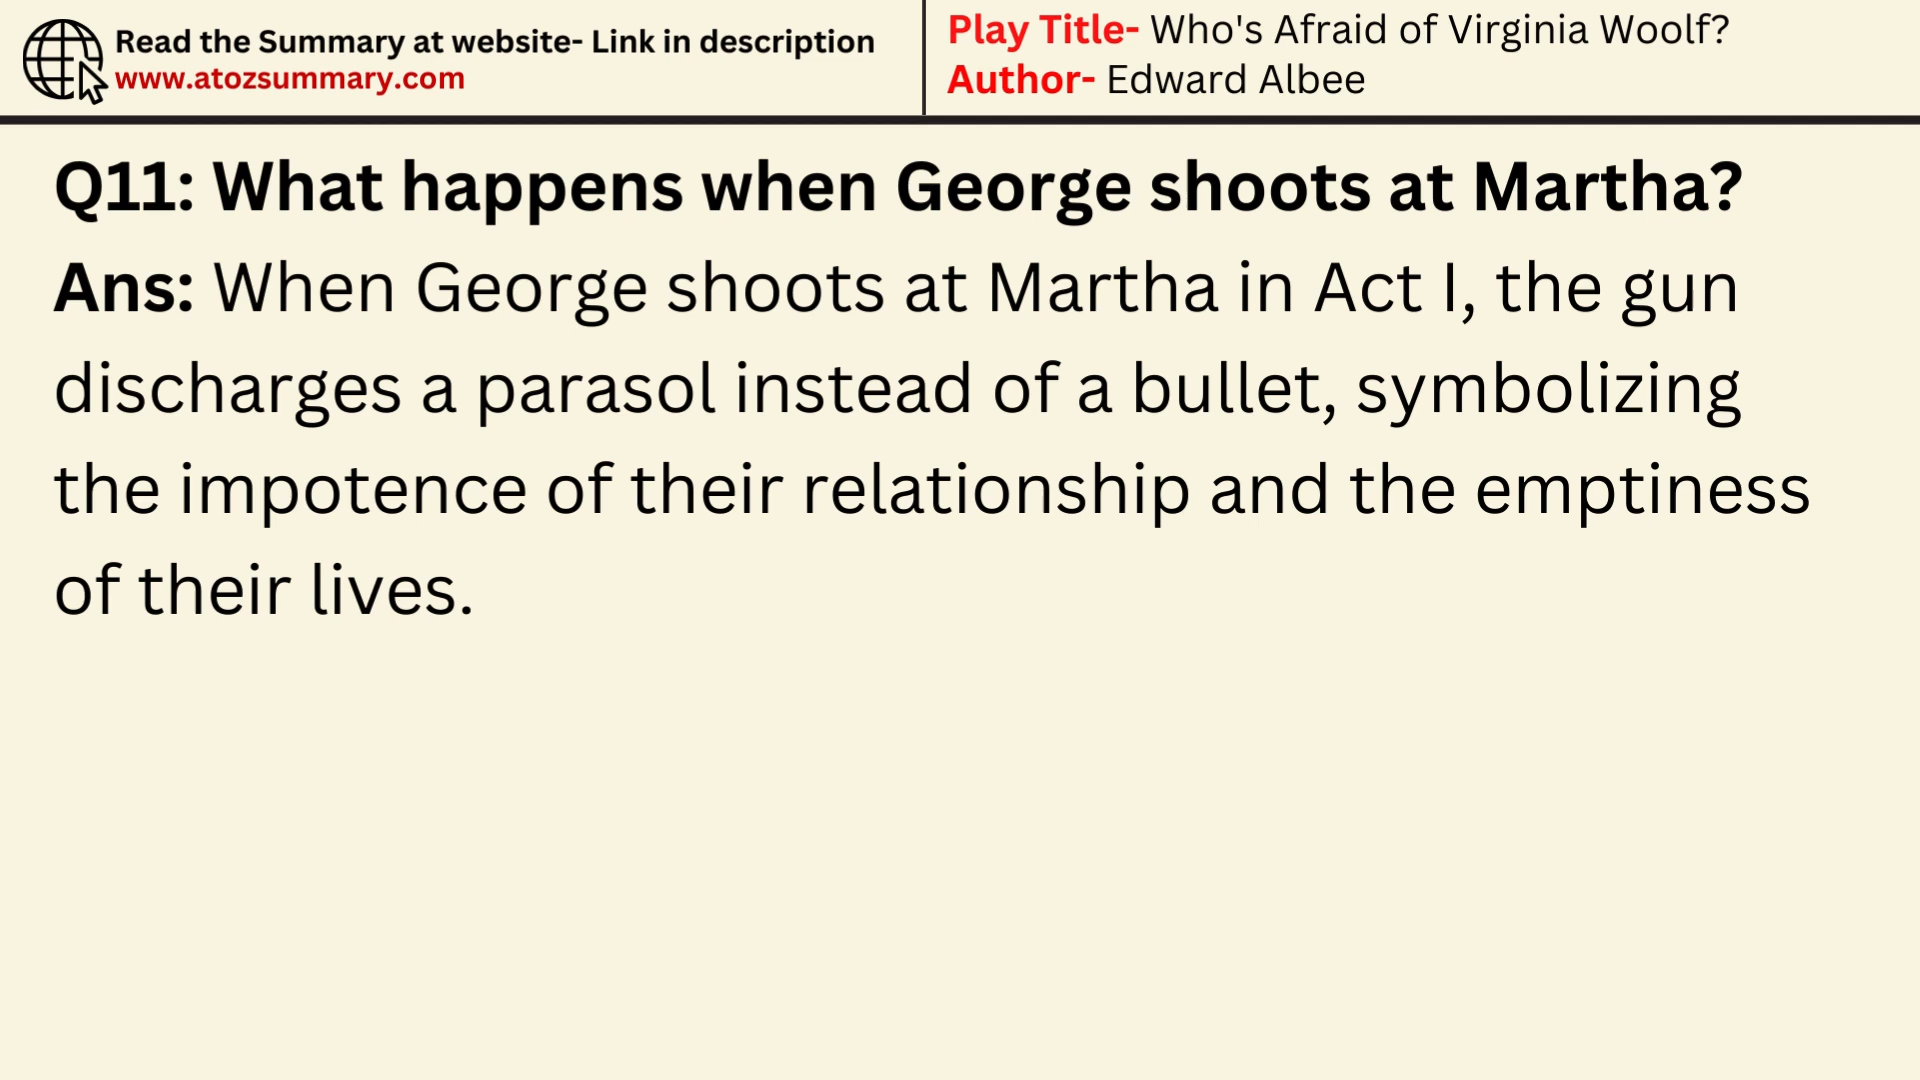 Read the Summary at website- Link in description
www.atozsummary.com
Play Title- Who's Afraid of Virginia Woolf?
Author- Edward Albee
Q11: What happens when George shoots at Martha?
Ans: When George shoots at Martha in Act I, the gun
discharges a parasol instead of a bullet, symbolizing
the impotence of their relationship and the emptiness
of their lives.